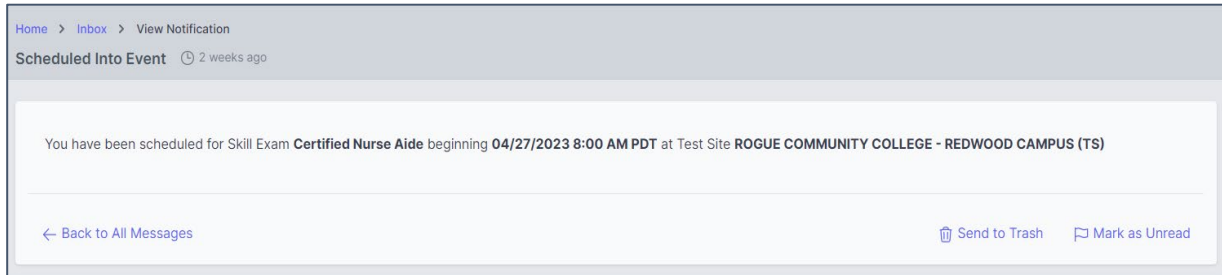 Home > Inbox > View Notification
Scheduled Into Event 2 weeks ago
You have been scheduled for Skill Exam Certified Nurse Aide beginning 04/27/2023 8:00 AM PDT at Test Site ROGUE COMMUNITY COLLEGE - REDWOOD CAMPUS (TS)
← Back to All Messages Send to Trash Mark as Unread